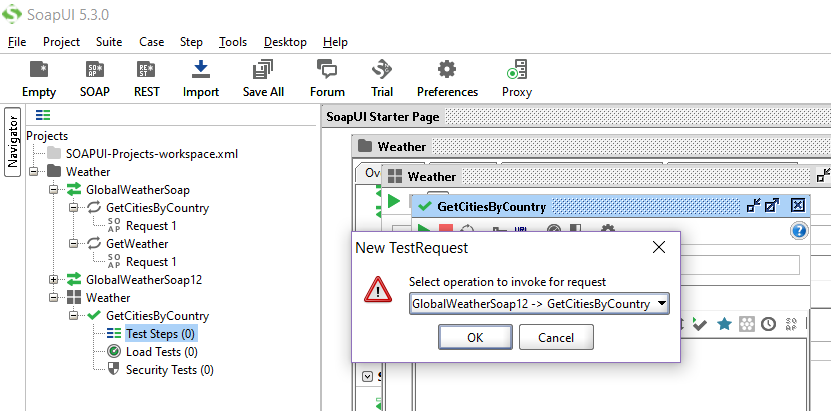 SoapUI 5.3.0
File Project Suite Case Step Tools Desktop Help
Empty SOAP REST Import Save All Forum Trial Preferences Proxy
Navigator
Projects
SOAPUI-Projects-workspace.xml
Weather
GlobalWeatherSoap
GetCitiesByCountry
Request 1
GetWeather
Request 1
GlobalWeatherSoap12
Weather
GetCitiesByCountry
Test Steps (0)
Load Tests (0)
Security Tests (0)
SoapUI Starter Page
Weather
Ov
Weather
GetCitiesByCountry
New TestRequest
Select operation to invoke for request
GlobalWeatherSoap12 -> GetCitiesByCountry
OK Cancel